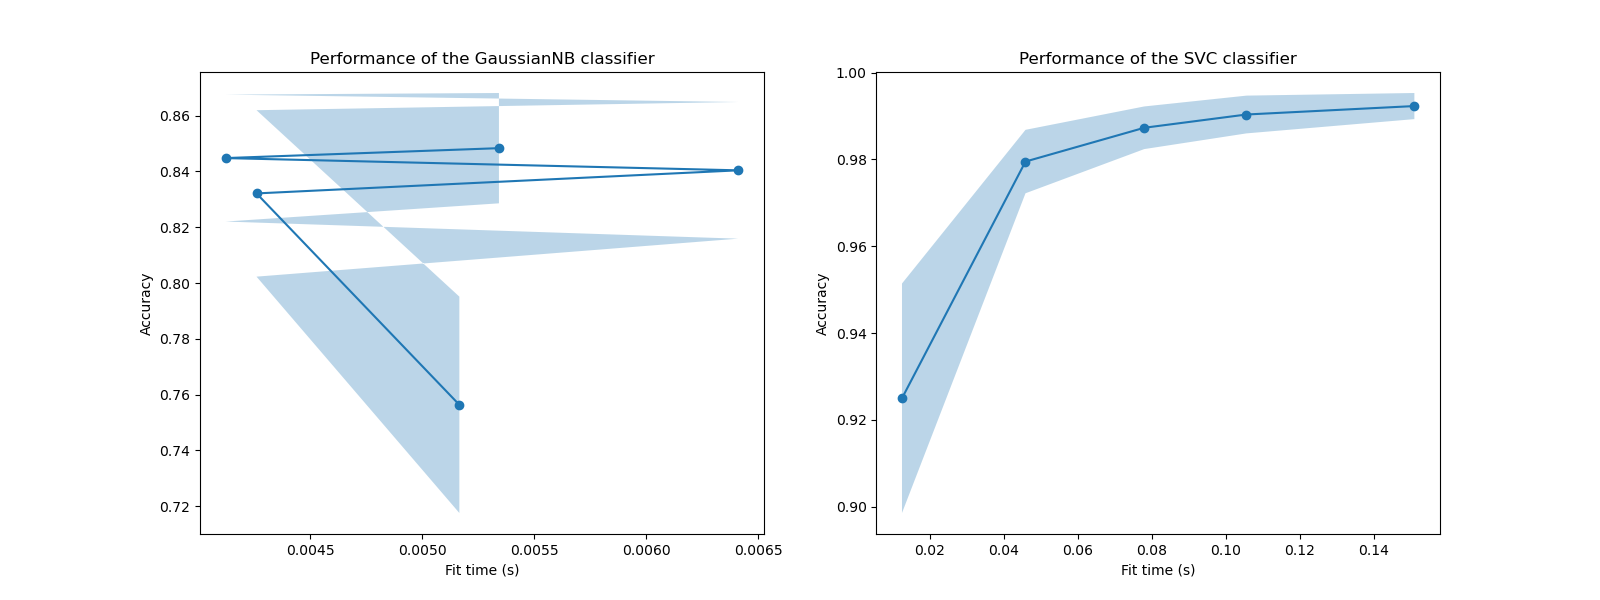 Performance of the GaussianNB classifier
Accuracy
0.86
0.84
0.82
0.80
0.78
0.76
0.74
0.72
0.0045 0.0050 0.0055 0.0060 0.0065
Fit time (s)
Performance of the SVC classifier
Accuracy
1.00
0.98
0.96
0.94
0.92
0.90
0.02 0.04 0.06 0.08 0.10 0.12 0.14
Fit time (s)